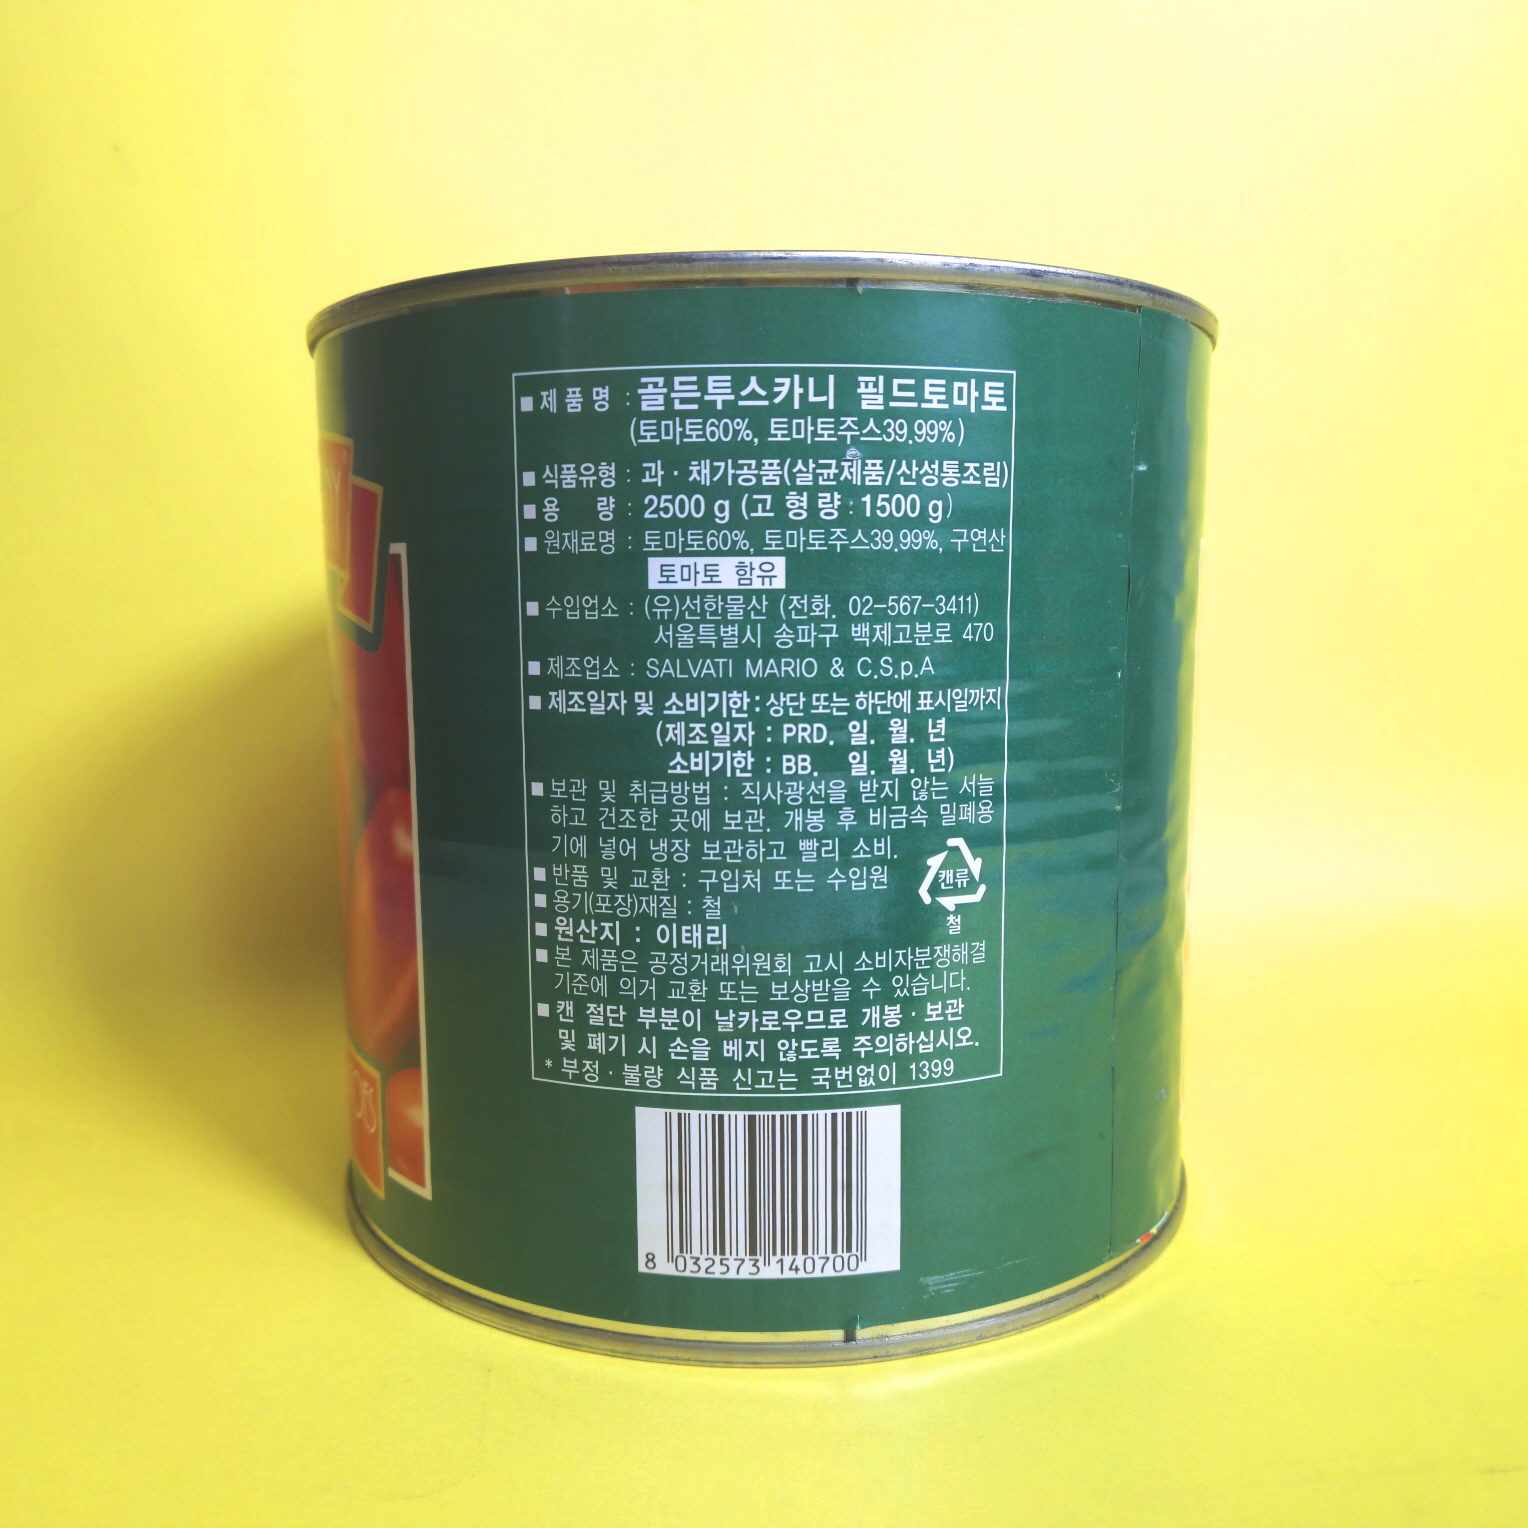 ■ 제 품 명 : 골든투스카니 필드토마토
(토마토60%, 토마토주스39.99%)
■ 식품유형 : 과 · 채가공품(살균제품/산성통조림)
■ 용 량 : 2500 g (고 형 량 : 1500 g)
■ 원재료명 : 토마토60%, 토마토주스39.99%, 구연산
토마토 함유
■ 수입업소 : (유)선한물산 (전화. 02-567-3411)
서울특별시 송파구 백제고분로 470
■ 제조업소 : SALVATI MARIO & C.S.p.A
■ 제조일자 및 소비기한 : 상단 또는 하단에 표시일까지
(제조일자 : PRD. 일. 월. 년
소비기한 : BB. 일. 월. 년)
■ 보관 및 취급방법 : 직사광선을 받지 않는 서늘
하고 건조한 곳에 보관. 개봉 후 비금속 밀폐용
기에 넣어 냉장 보관하고 빨리 소비.
■ 반품 및 교환 : 구입처 또는 수입원
캔류
■ 용기(포장)재질 : 철
철
■ 원산지 : 이태리
■ 본 제품은 공정거래위원회 고시 소비자분쟁해결
기준에 의거 교환 또는 보상받을 수 있습니다.
■ 캔 절단 부분이 날카로우므로 개봉 · 보관
및 폐기 시 손을 베지 않도록 주의하십시오.
* 부정 · 불량 식품 신고는 국번없이 1399
8 032573 140700